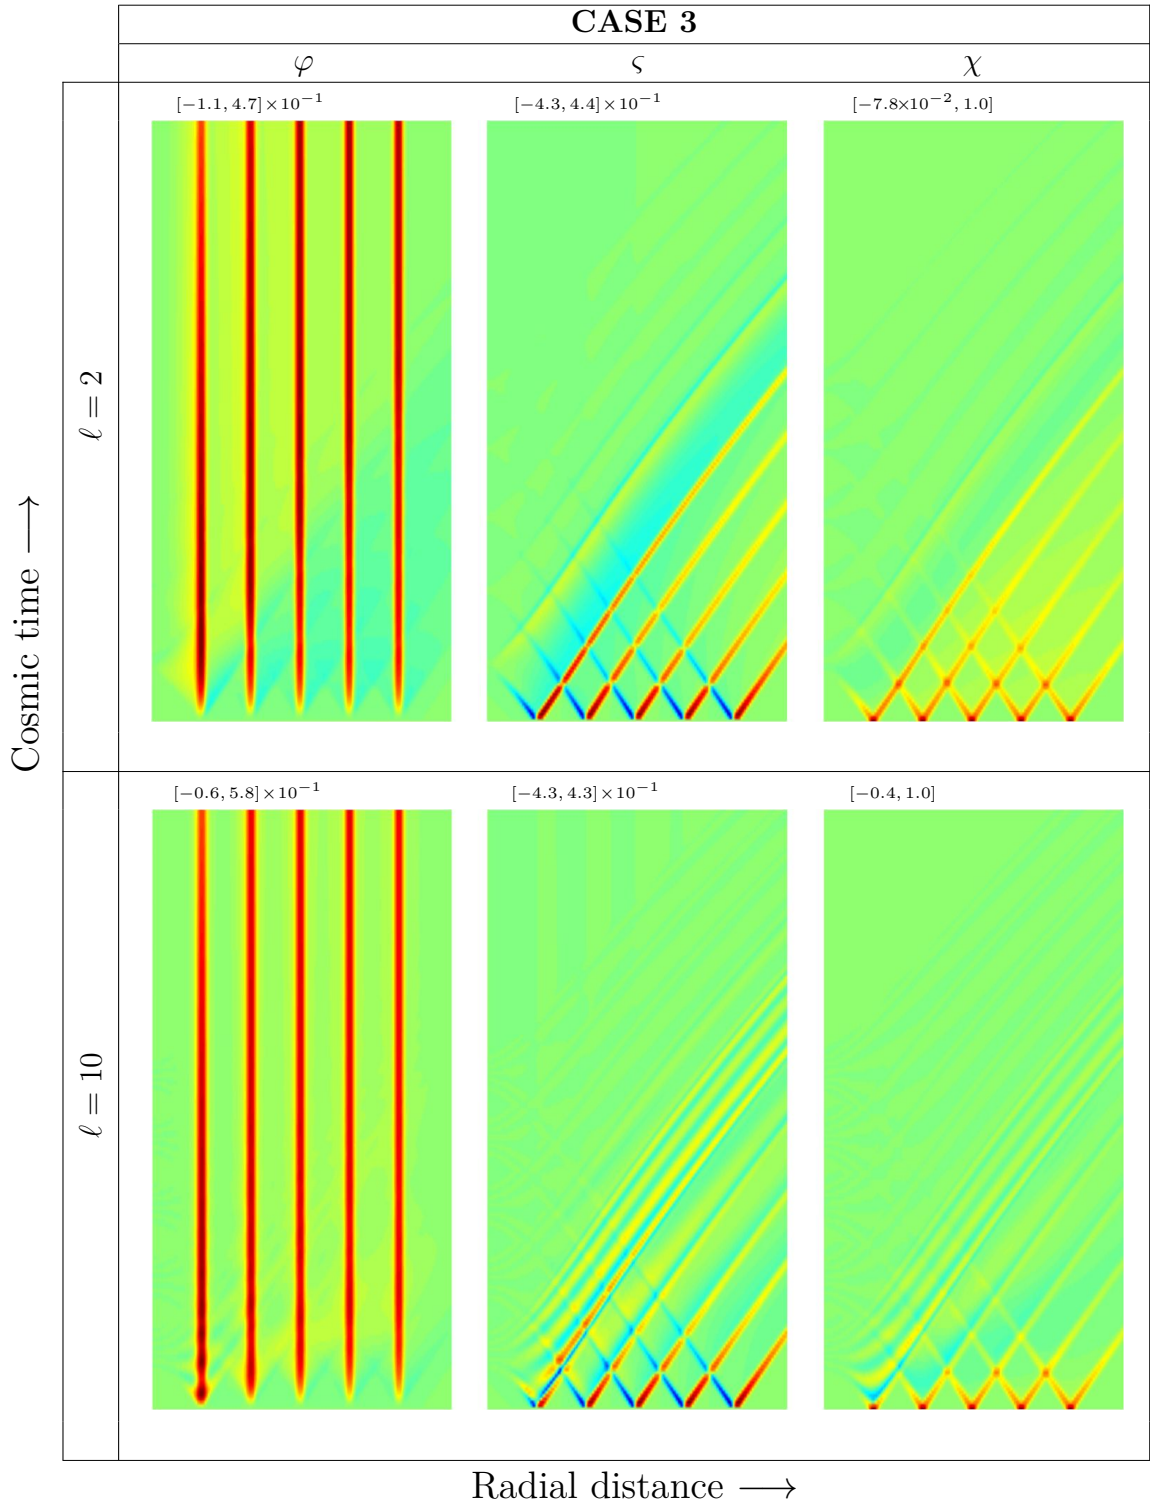 CASE 3
φ ς χ
[−1.1, 4.7]×10⁻¹ [−4.3, 4.4]×10⁻¹ [−7.8×10⁻², 1.0]
ℓ = 2
Cosmic time ⟶
[−0.6, 5.8]×10⁻¹ [−4.3, 4.3]×10⁻¹ [−0.4, 1.0]
ℓ = 10
Radial distance ⟶